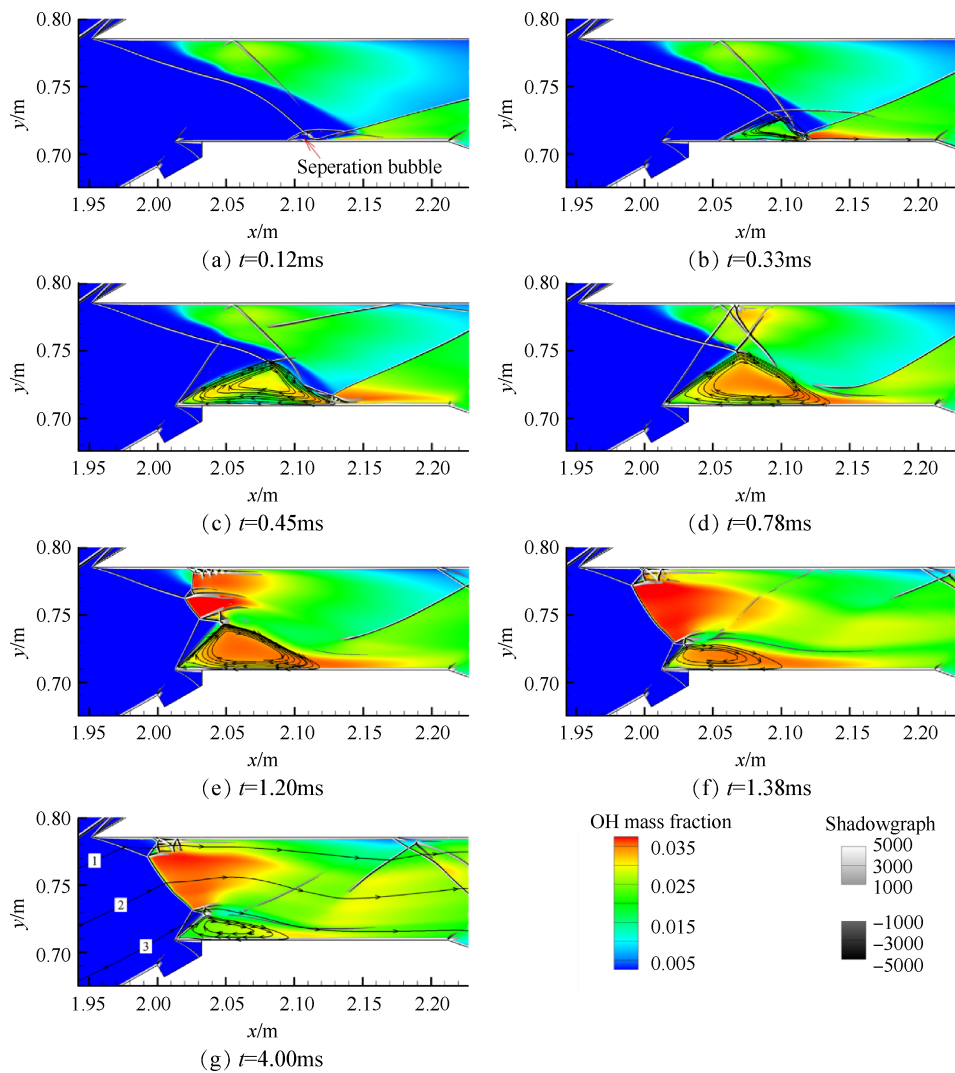 0.80
0.75
0.70
y/m
Seperation bubble
1.95 2.00 2.05 2.10 2.15 2.20
x/m
(a) t=0.12ms
0.80
0.75
0.70
y/m
1.95 2.00 2.05 2.10 2.15 2.20
x/m
(b) t=0.33ms
0.80
0.75
0.70
y/m
1.95 2.00 2.05 2.10 2.15 2.20
x/m
(c) t=0.45ms
0.80
0.75
0.70
y/m
1.95 2.00 2.05 2.10 2.15 2.20
x/m
(d) t=0.78ms
0.80
0.75
0.70
y/m
1.95 2.00 2.05 2.10 2.15 2.20
x/m
(e) t=1.20ms
0.80
0.75
0.70
y/m
1.95 2.00 2.05 2.10 2.15 2.20
x/m
(f) t=1.38ms
0.80
0.75
0.70
y/m
1
2
3
1.95 2.00 2.05 2.10 2.15 2.20
x/m
(g) t=4.00ms
OH mass fraction
0.035
0.025
0.015
0.005
Shadowgraph
5000
3000
1000
−1000
−3000
−5000